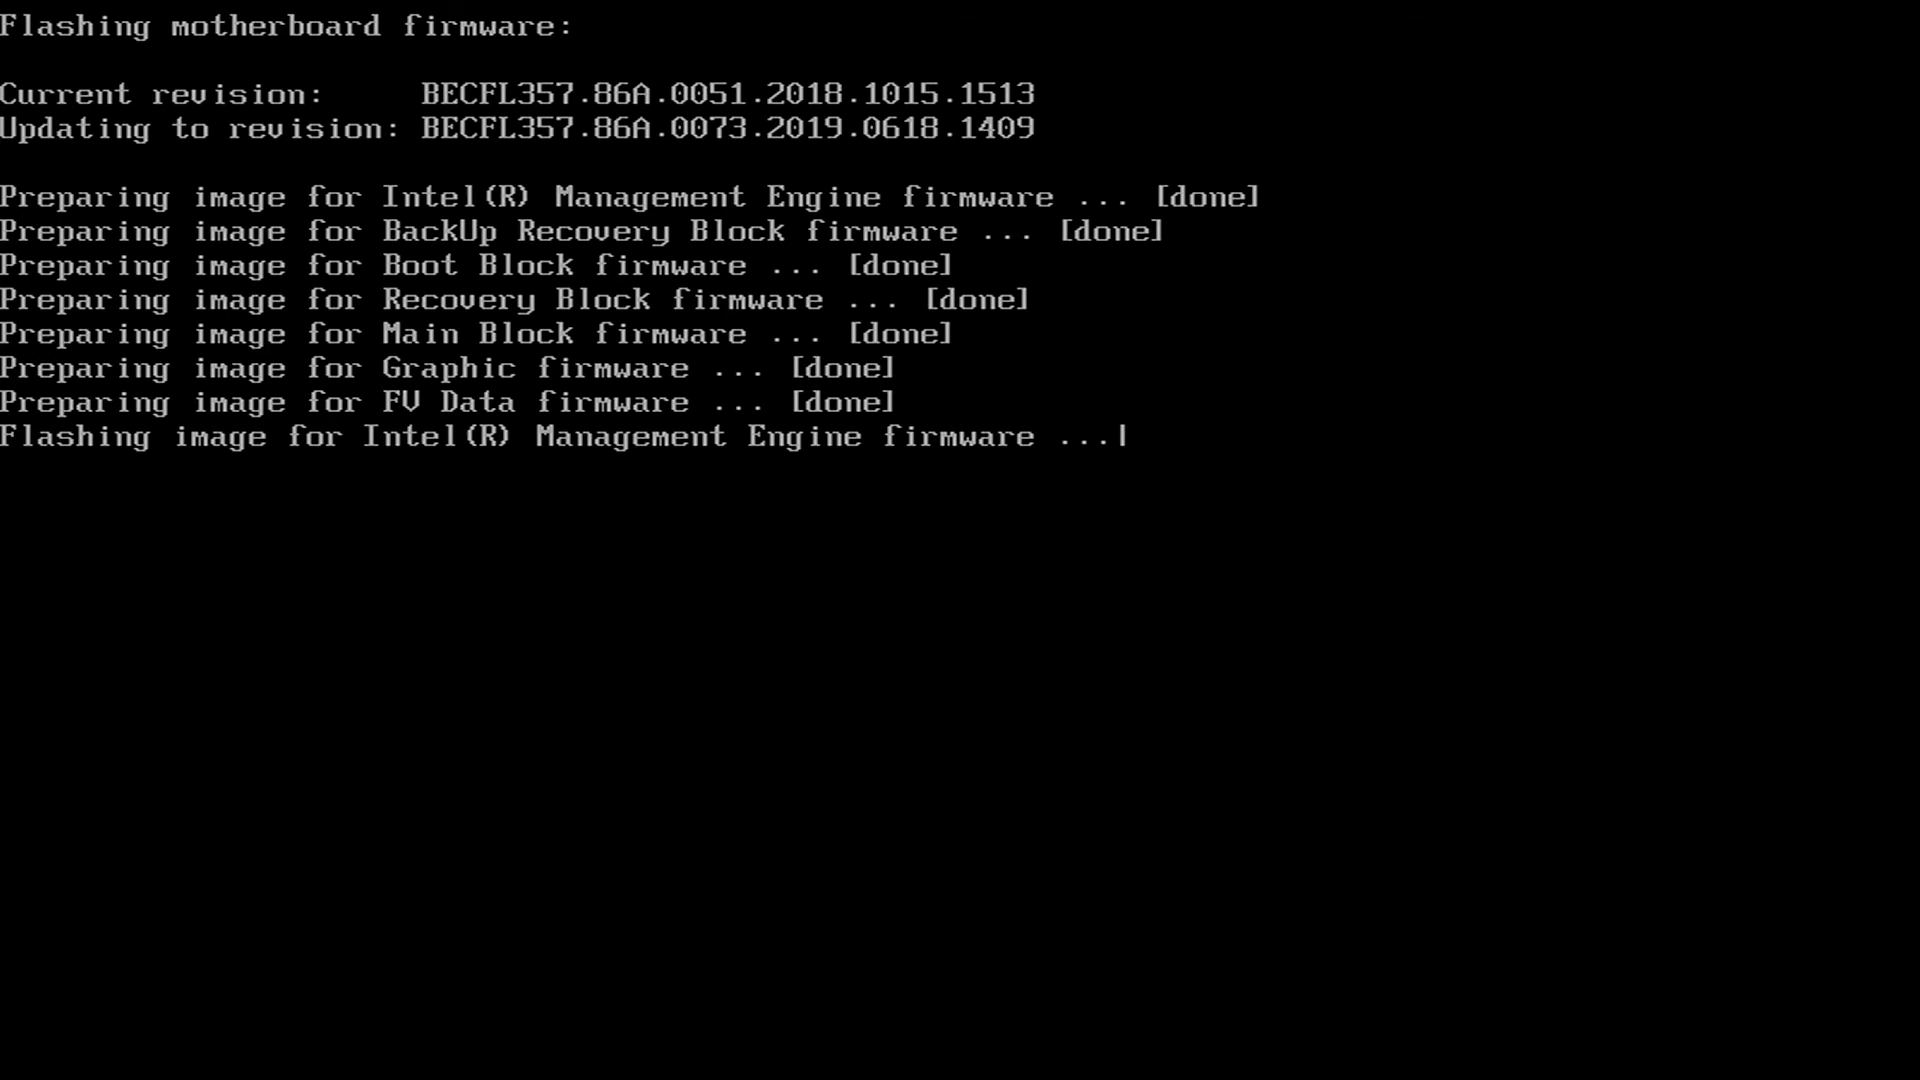 Flashing motherboard firmware:
Current revision:     BECFL357.86A.0051.2018.1015.1513
Updating to revision: BECFL357.86A.0073.2019.0618.1409
Preparing image for Intel(R) Management Engine firmware ... [done]
Preparing image for BackUp Recovery Block firmware ... [done]
Preparing image for Boot Block firmware ... [done]
Preparing image for Recovery Block firmware ... [done]
Preparing image for Main Block firmware ... [done]
Preparing image for Graphic firmware ... [done]
Preparing image for FV Data firmware ... [done]
Flashing image for Intel(R) Management Engine firmware ...|